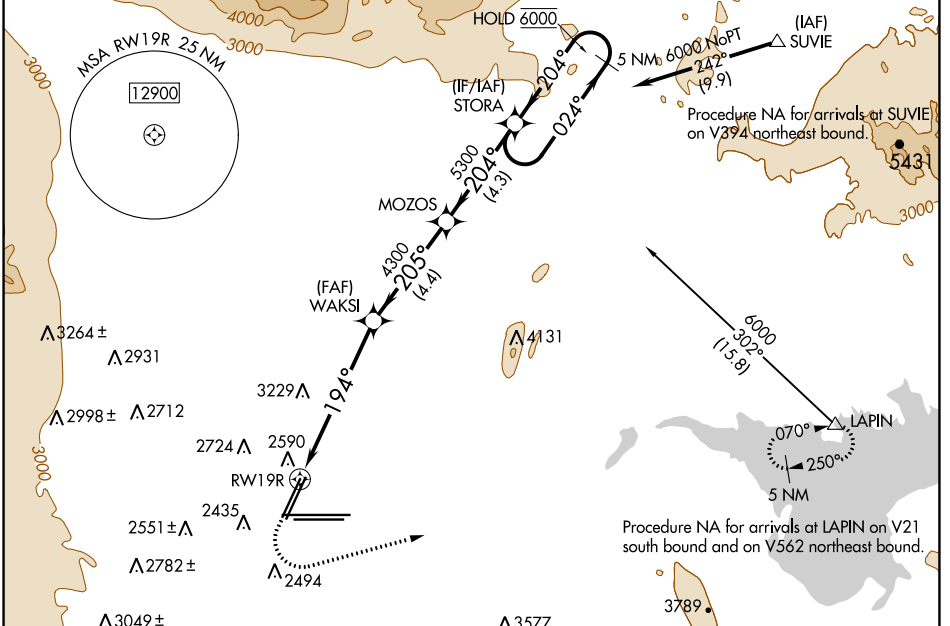 4000
3000
3000
MSA RW19R 25 NM
12900
HOLD 6000
(IAF)
SUVIE
5 NM
6000 NoPT
242°
(9.9)
204°
024°
(IF/IAF)
STORA
Procedure NA for arrivals at SUVIE
on V394 northeast bound.
5431
3000
5300
204°
(4.3)
MOZOS
4300
205°
(4.4)
(FAF)
WAKSI
3264 ±
2931
4131
6000
302°
(15.8)
3229
194°
2998 ±
2712
3000
2724
2590
LAPIN
070°
250°
5 NM
RW19R
2435
2551 ±
2782 ±
2494
Procedure NA for arrivals at LAPIN on V21
south bound and on V562 northeast bound.
3789
3049 ±
3577